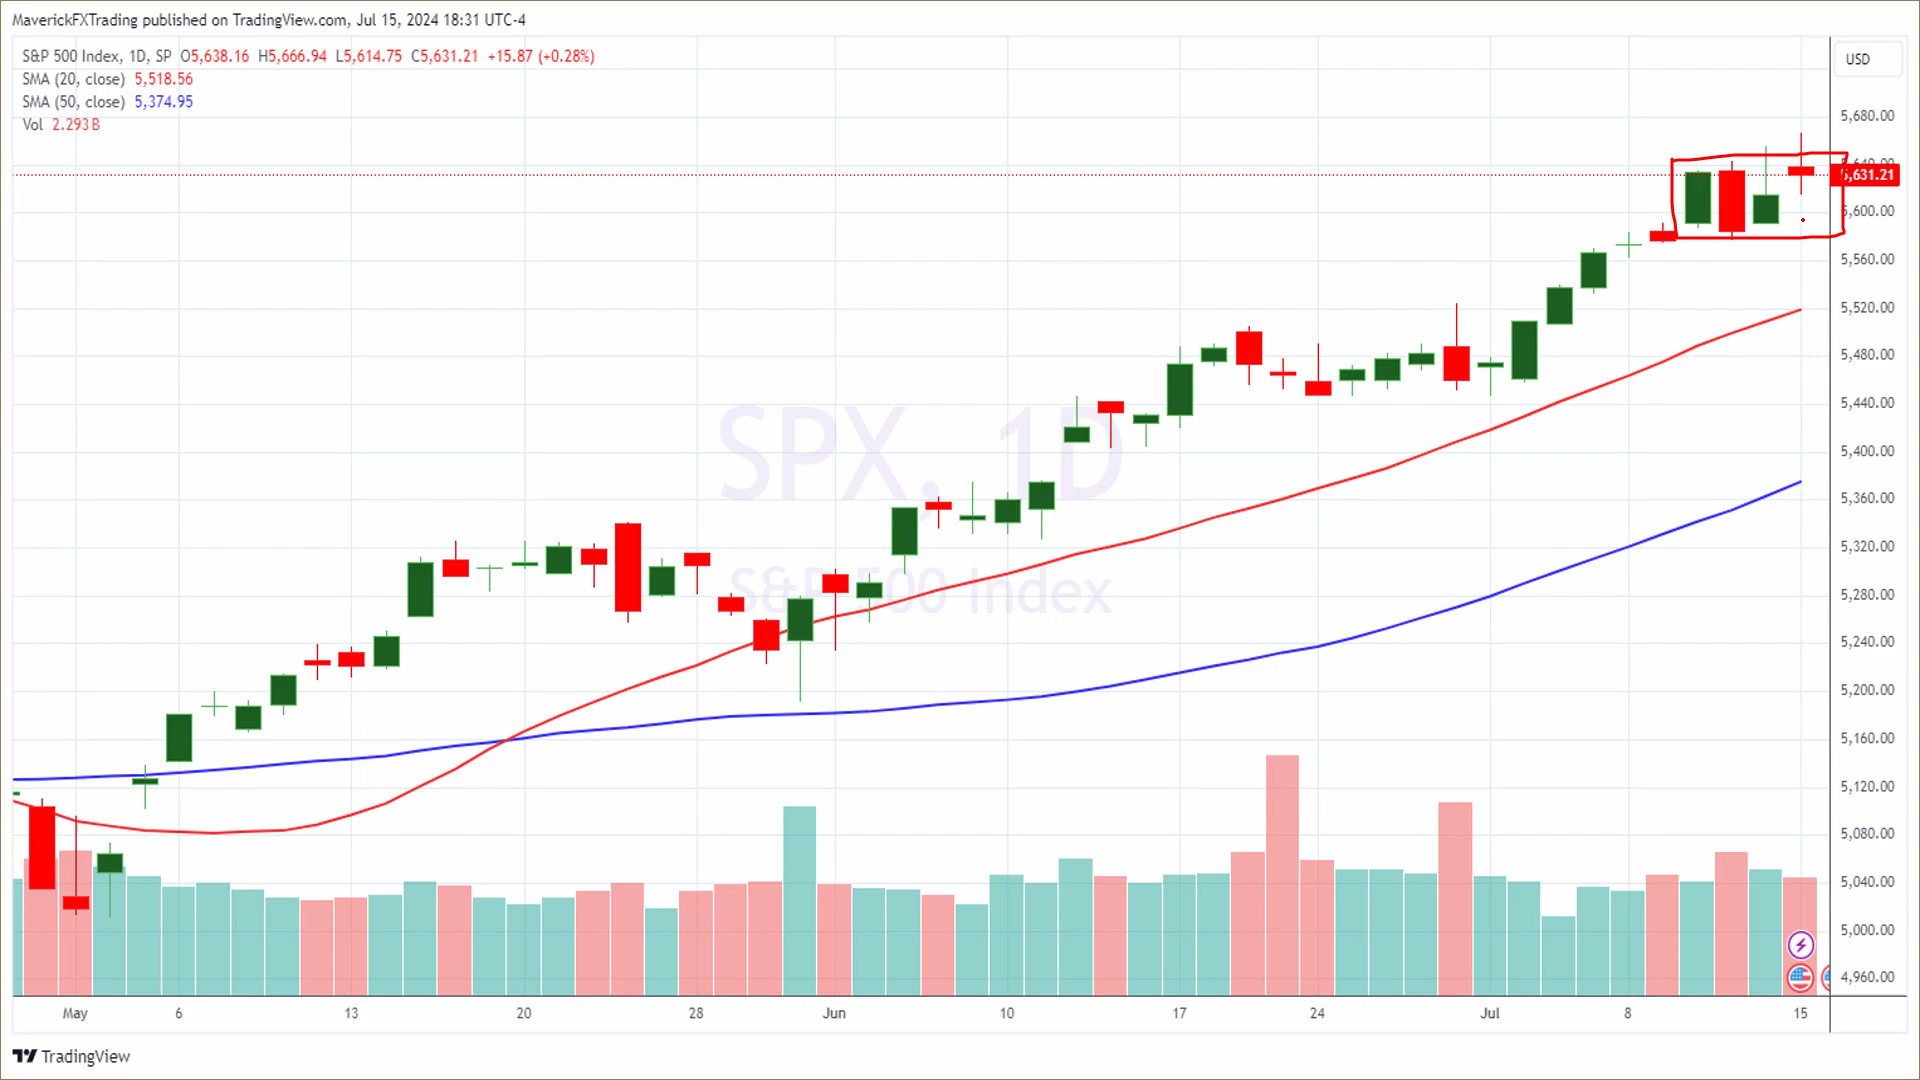 MaverickFXTrading published on TradingView.com, Jul 15, 2024 18:31 UTC-4
S&P 500 Index, 1D, SP O5,638.16 H5,666.94 L5,614.75 C5,631.21 +15.87 (+0.28%)
SMA (20, close) 5,518.56
SMA (50, close) 5,374.95
Vol 2.293B
USD
5,680.00
5,640.00
5,631.21
5,600.00
5,560.00
5,520.00
5,480.00
5,440.00
5,400.00
5,360.00
5,320.00
5,280.00
5,240.00
5,200.00
5,160.00
5,120.00
5,080.00
5,040.00
5,000.00
4,960.00
SPX, 1D
S&P 500 Index
May 6 13 20 28 Jun 10 17 24 Jul 8 15
TradingView